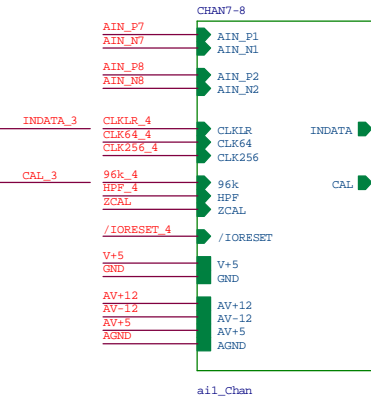 CHAN7-8
AIN_P7 AIN_P1
AIN_N7 AIN_N1
AIN_P8 AIN_P2
AIN_N8 AIN_N2
INDATA_3 CLKLR_4 CLKLR INDATA
CLK64_4 CLK64
CLK256_4 CLK256
CAL_3 96k_4 96k CAL
HPF_4 HPF
ZCAL ZCAL
/IORESET_4 /IORESET
V+5 V+5
GND GND
AV+12 AV+12
AV-12 AV-12
AV+5 AV+5
AGND AGND
ai1_Chan